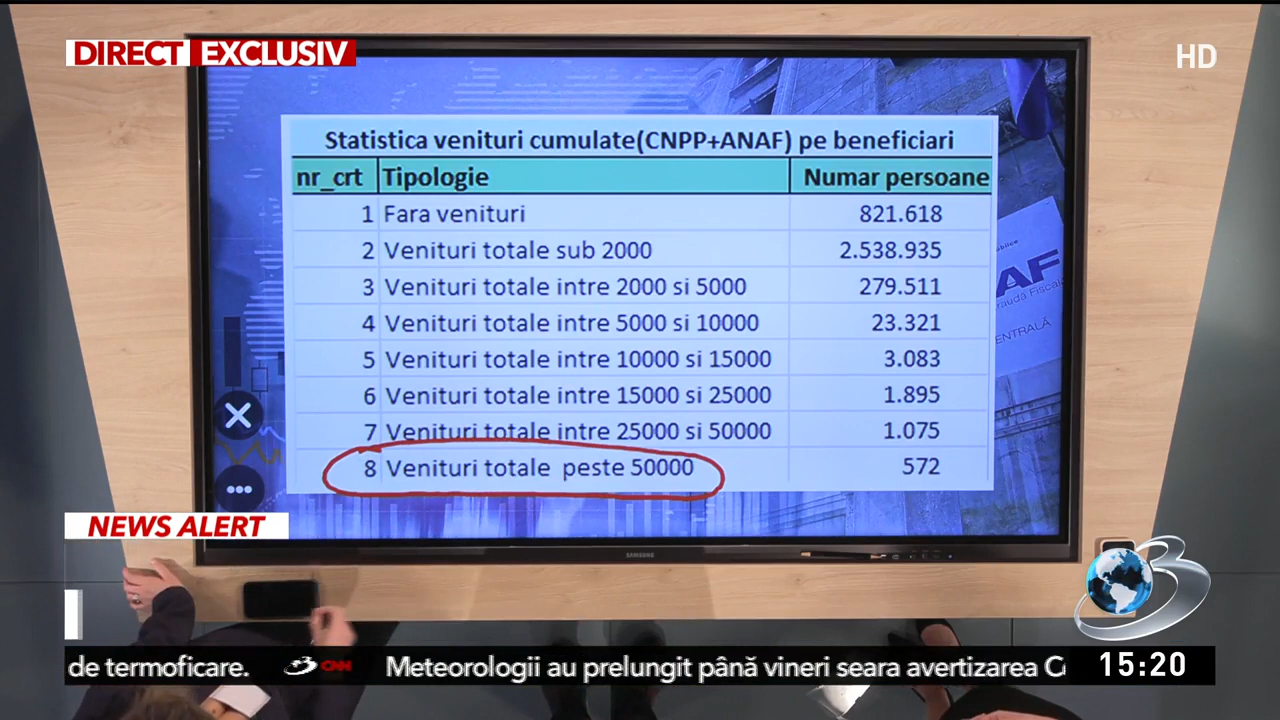 DIRECT EXCLUSIV
HD
Statistica venituri cumulate(CNPP+ANAF) pe beneficiari
nr_crt Tipologie Numar persoane
1 Fara venituri 821.618
2 Venituri totale sub 2000 2.538.935
3 Venituri totale intre 2000 si 5000 279.511
4 Venituri totale intre 5000 si 10000 23.321
5 Venituri totale intre 10000 si 15000 3.083
6 Venituri totale intre 15000 si 25000 1.895
7 Venituri totale intre 25000 si 50000 1.075
8 Venituri totale peste 50000 572
AF
ENTRALĂ
NEWS ALERT
SAMSUNG
3
de termoficare. 3 CNN Meteorologii au prelungit până vineri seara avertizarea
15:20